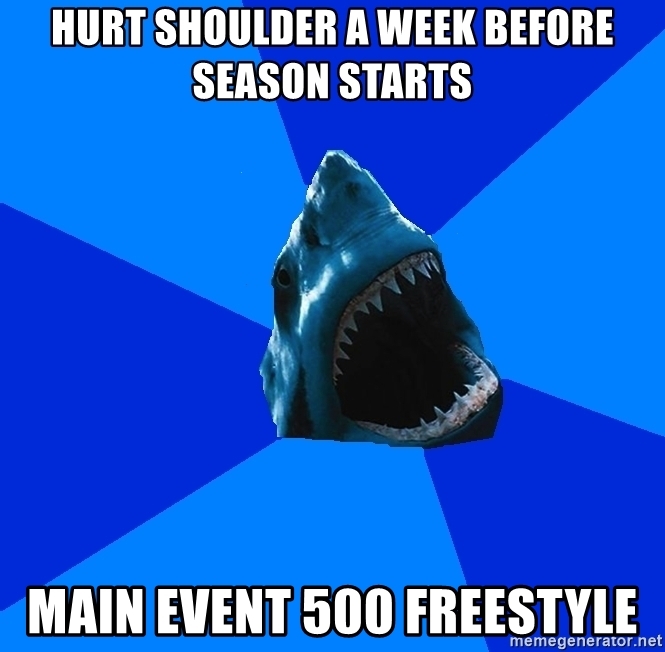 HURT SHOULDER A WEEK BEFORE
SEASON STARTS
MAIN EVENT 500 FREESTYLE
memegenerator.net